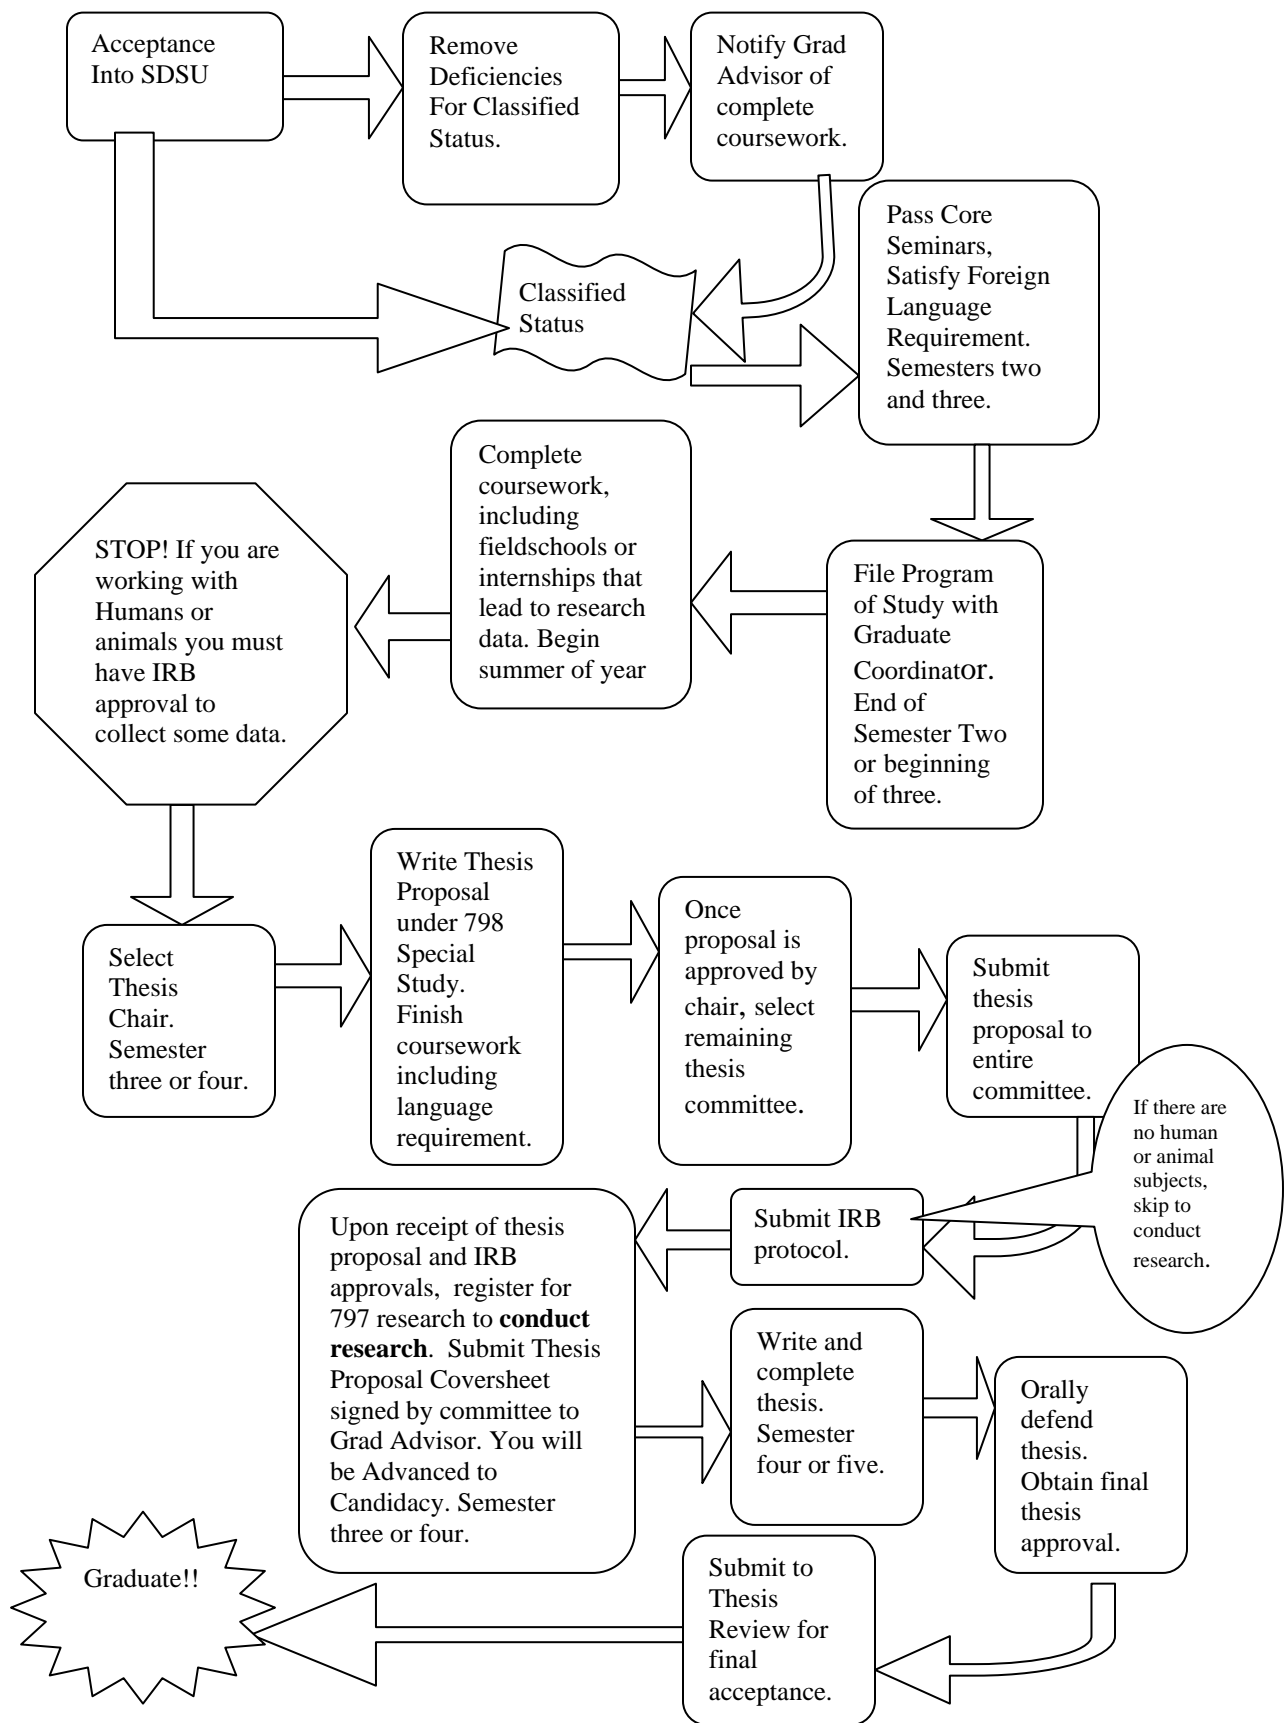 Acceptance
Into SDSU
Remove
Deficiencies
For Classified
Status.
Notify Grad
Advisor of
complete
coursework.
Classified
Status
Pass Core
Seminars,
Satisfy Foreign
Language
Requirement.
Semesters two
and three.
File Program
of Study with
Graduate
Coordinator.
End of
Semester Two
or beginning
of three.
Complete
coursework,
including
fieldschools or
internships that
lead to research
data. Begin
summer of year
STOP! If you are
working with
Humans or
animals you must
have IRB
approval to
collect some data.
Select
Thesis
Chair.
Semester
three or four.
Write Thesis
Proposal
under 798
Special
Study.
Finish
coursework
including
language
requirement.
Once
proposal is
approved by
chair, select
remaining
thesis
committee.
Submit
thesis
proposal to
entire
committee.
If there are
no human
or animal
subjects,
skip to
conduct
research.
Submit IRB
protocol.
Upon receipt of thesis
proposal and IRB
approvals,  register for
797 research to conduct
research.  Submit Thesis
Proposal Coversheet
signed by committee to
Grad Advisor. You will
be Advanced to
Candidacy. Semester
three or four.
Write and
complete
thesis.
Semester
four or five.
Orally
defend
thesis.
Obtain final
thesis
approval.
Submit to
Thesis
Review for
final
acceptance.
Graduate!!